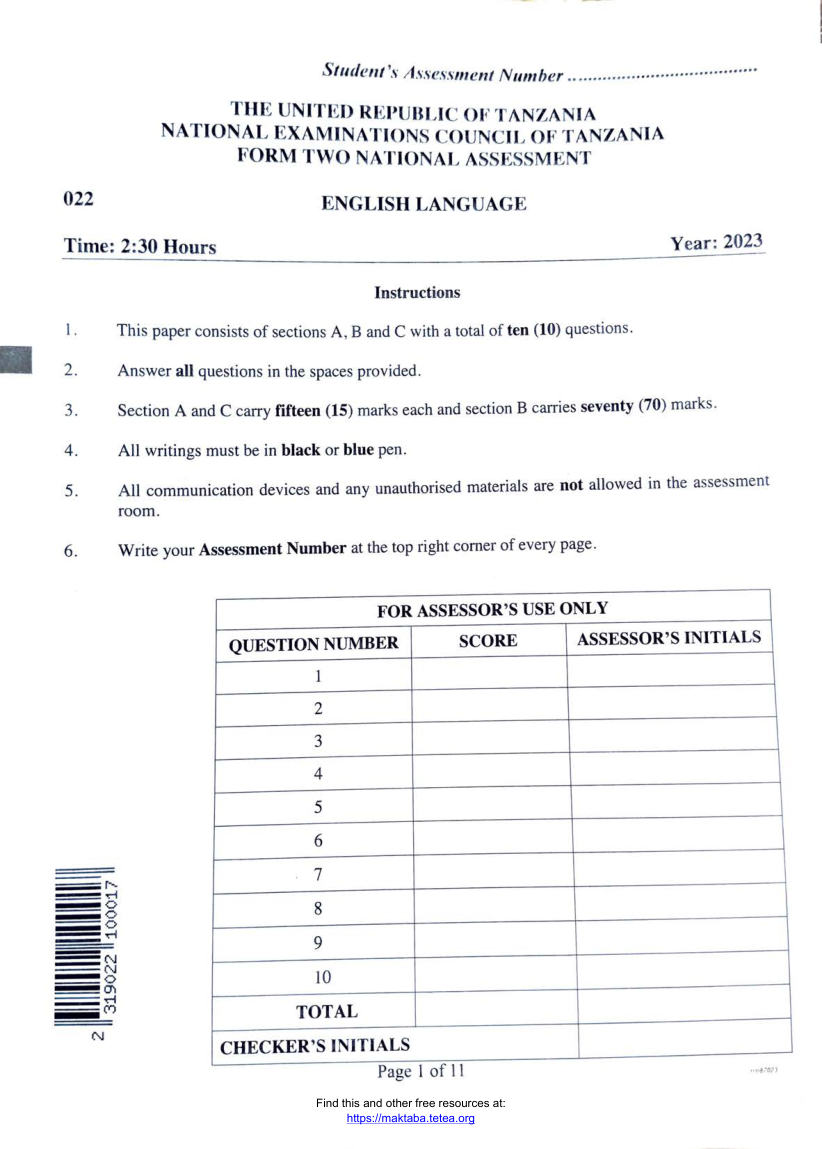 Student's Assessment Number ..........................................
THE UNITED REPUBLIC OF TANZANIA
NATIONAL EXAMINATIONS COUNCIL OF TANZANIA
FORM TWO NATIONAL ASSESSMENT
022
ENGLISH LANGUAGE
Time: 2:30 Hours
Year: 2023
Instructions
1. This paper consists of sections A, B and C with a total of ten (10) questions.
2. Answer all questions in the spaces provided.
3. Section A and C carry fifteen (15) marks each and section B carries seventy (70) marks.
4. All writings must be in black or blue pen.
5. All communication devices and any unauthorised materials are not allowed in the assessment
room.
6. Write your Assessment Number at the top right corner of every page.
FOR ASSESSOR'S USE ONLY
QUESTION NUMBER SCORE ASSESSOR'S INITIALS
1
2
3
4
5
6
7
8
9
10
TOTAL
CHECKER'S INITIALS
2 319022 100017
Page 1 of 11
Find this and other free resources at:
https://maktaba.tetea.org